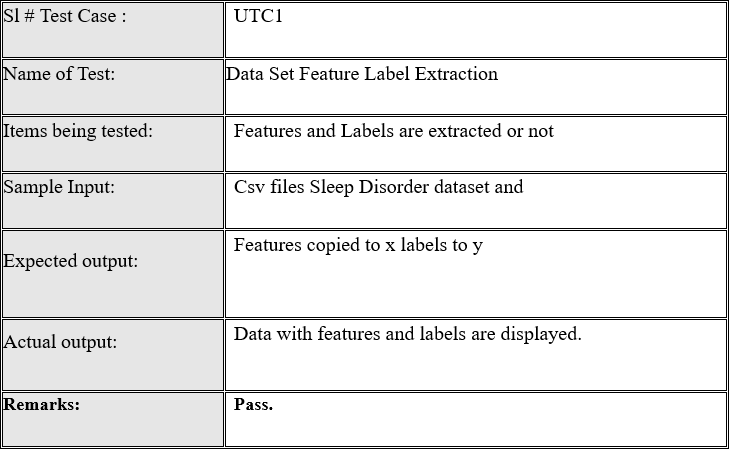 Sl # Test Case : UTC1
Name of Test: Data Set Feature Label Extraction
Items being tested: Features and Labels are extracted or not
Sample Input: Csv files Sleep Disorder dataset and
Expected output: Features copied to x labels to y
Actual output: Data with features and labels are displayed.
Remarks: Pass.